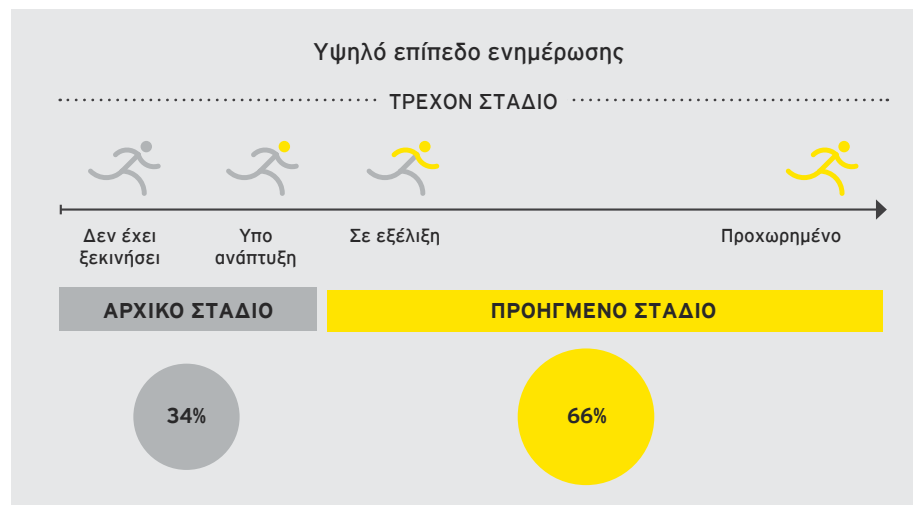 Υψηλό επίπεδο ενημέρωσης
ΤΡΕΧΟΝ ΣΤΑΔΙΟ
Δεν έχει
ξεκινήσει
Υπο
ανάπτυξη
Σε εξέλιξη
Προχωρημένο
ΑΡΧΙΚΟ ΣΤΑΔΙΟ
ΠΡΟΗΓΜΕΝΟ ΣΤΑΔΙΟ
34%
66%